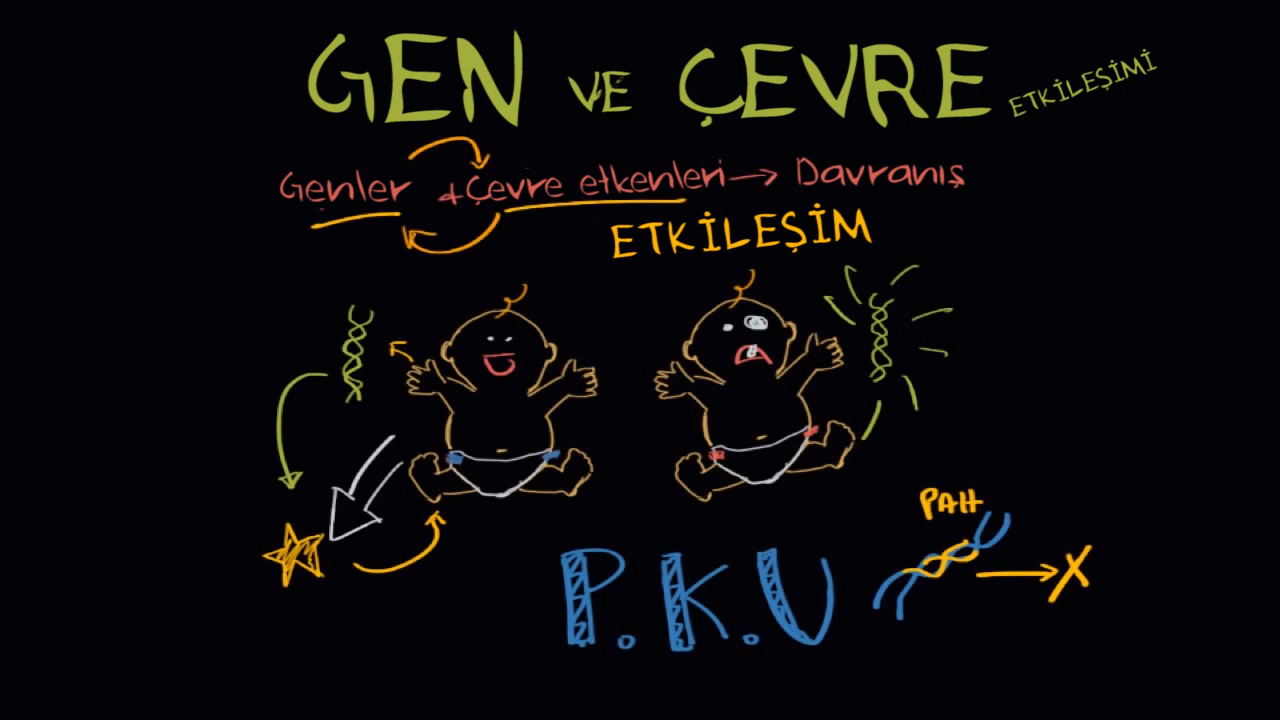 GEN VE ÇEVRE ETKİLEŞİMİ
Genler + Çevre etkenleri → Davranış
ETKİLEŞİM
PAH
P.K.U
X